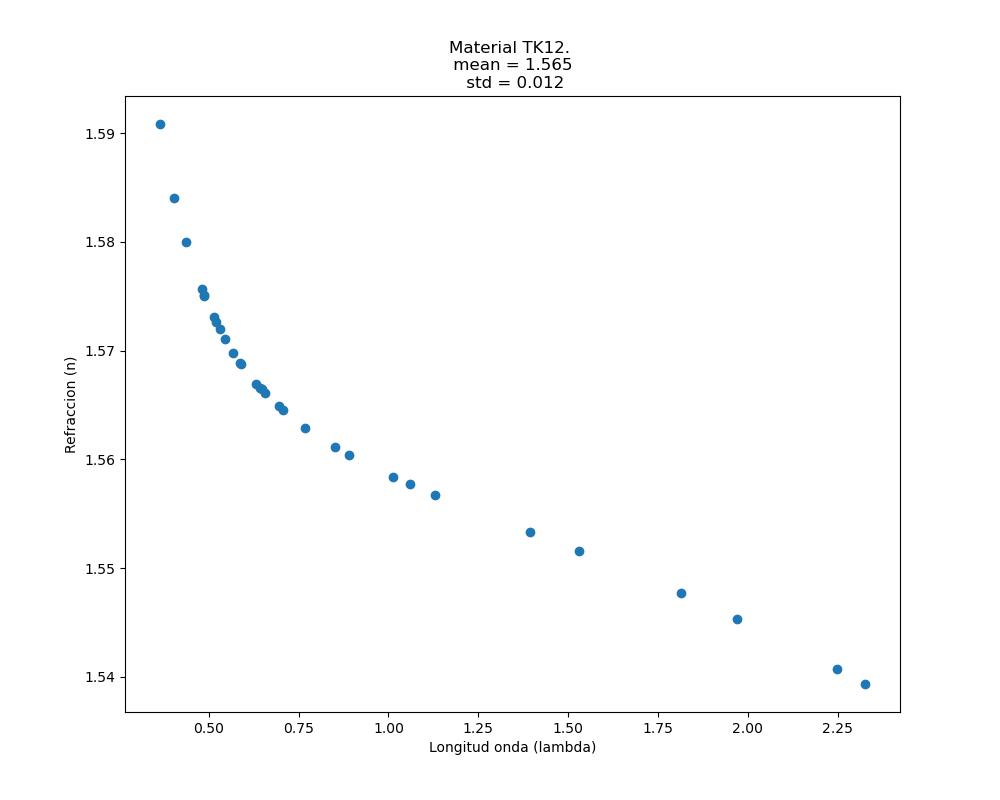 Material TK12.
mean = 1.565
std = 0.012
1.59
1.58
1.57
1.56
1.55
1.54
Refraccion (n)
0.50 0.75 1.00 1.25 1.50 1.75 2.00 2.25
Longitud onda (lambda)